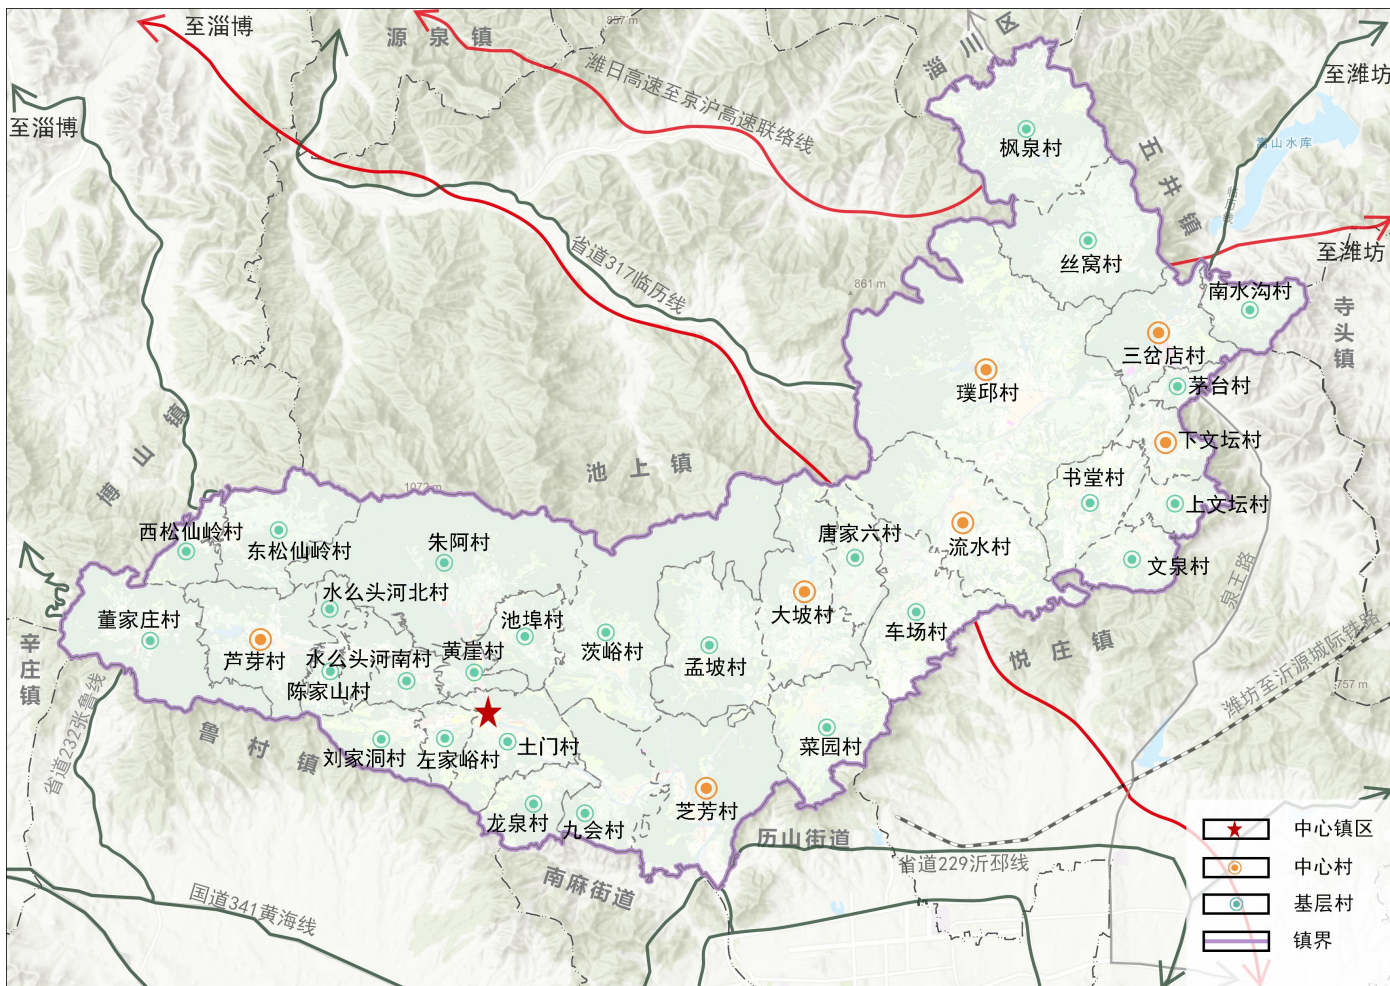 至淄博
源泉镇
857 m
淄川区
至潍坊
潍日高速至京沪高速联络线
至淄博
枫泉村
五井镇
嵩山水库
丝窝村
至潍坊
省道317临历线
861 m
南水沟村
寺头镇
三岔店村
璞邱村
茅台村
博山镇
下文坛村
池上镇
1072 m
书堂村
上文坛村
西松仙岭村
东松仙岭村
朱阿村
唐家六村
流水村
文泉村
水么头河北村
泉王路
董家庄村
池埠村
大坡村
车场村
辛庄镇
芦芽村
水么头河南村
黄崖村
茨峪村
孟坡村
悦庄镇
陈家山村
潍坊至沂源城际铁路
757 m
省道232张鲁线
鲁村镇
刘家洞村
左家峪村
土门村
菜园村
龙泉村
九会村
芝芳村
历山街道
省道229沂邳线
南麻街道
国道341黄海线
中心镇区
中心村
基层村
镇界